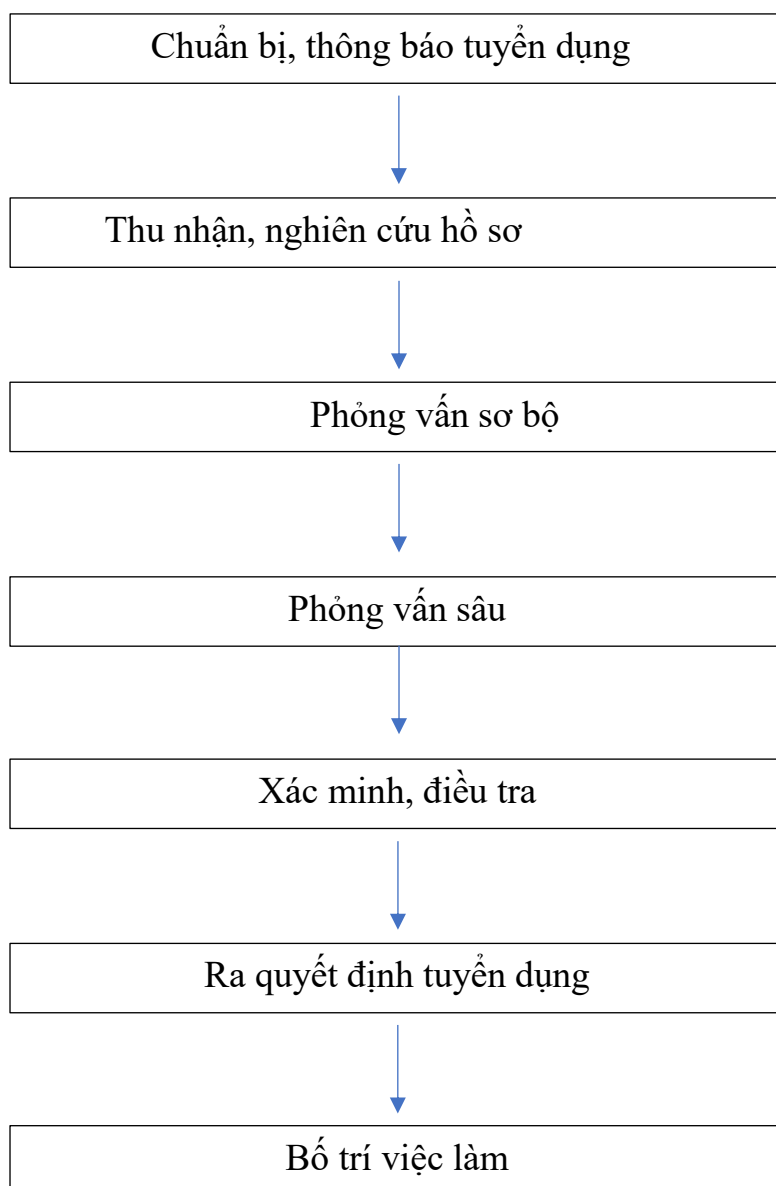 Chuẩn bị, thông báo tuyển dụng
Thu nhận, nghiên cứu hồ sơ
Phỏng vấn sơ bộ
Phỏng vấn sâu
Xác minh, điều tra
Ra quyết định tuyển dụng
Bố trí việc làm